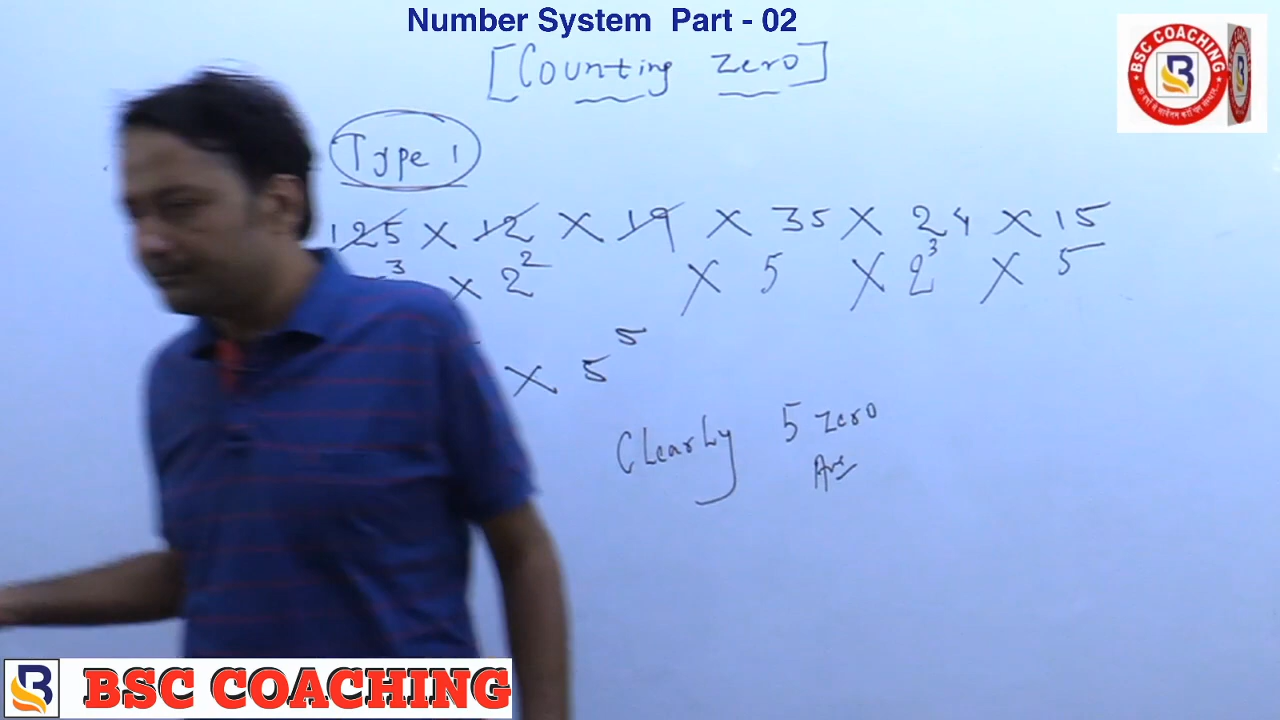 Number System Part - 02
[Counting zero]
BSC COACHING
Type 1
125 × 12 × 19 × 35 × 24 × 15
3 × 2² × 5 × 2³ × 5
× 5⁵
Clearly 5 zero
Ans
BSC COACHING